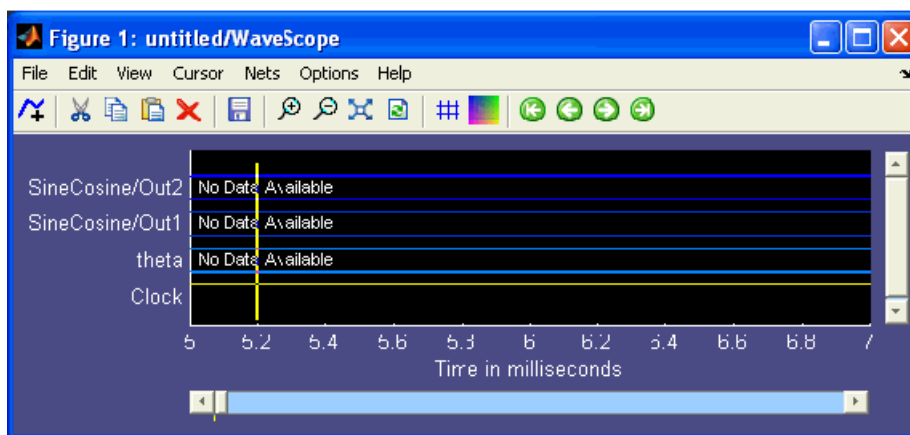 Figure 1: untitled/WaveScope
File Edit View Cursor Nets Options Help
SineCosine/Out2 No Data Available
SineCosine/Out1 No Data Available
theta No Data Available
Clock
5 5.2 5.4 5.6 5.8 6 6.2 6.4 6.6 6.8 7
Time in milliseconds